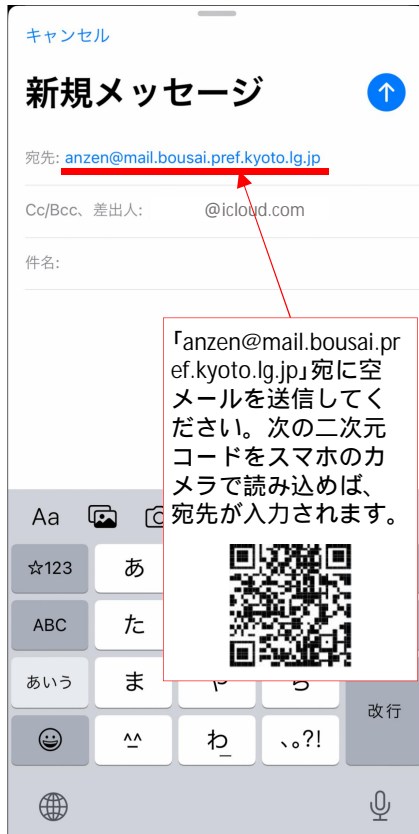 キャンセル
新規メッセージ
宛先: anzen@mail.bousai.pref.kyoto.lg.jp
Cc/Bcc、差出人: @icloud.com
件名:
「anzen@mail.bousai.pr
ef.kyoto.lg.jp」宛に空
メールを送信してく
ださい。次の二次元
コードをスマホのカ
メラで読み込めば、
宛先が入力されます。
Aa
☆123 あ
ABC た
あいう ま や ら
改行
^^ わ 、。?!